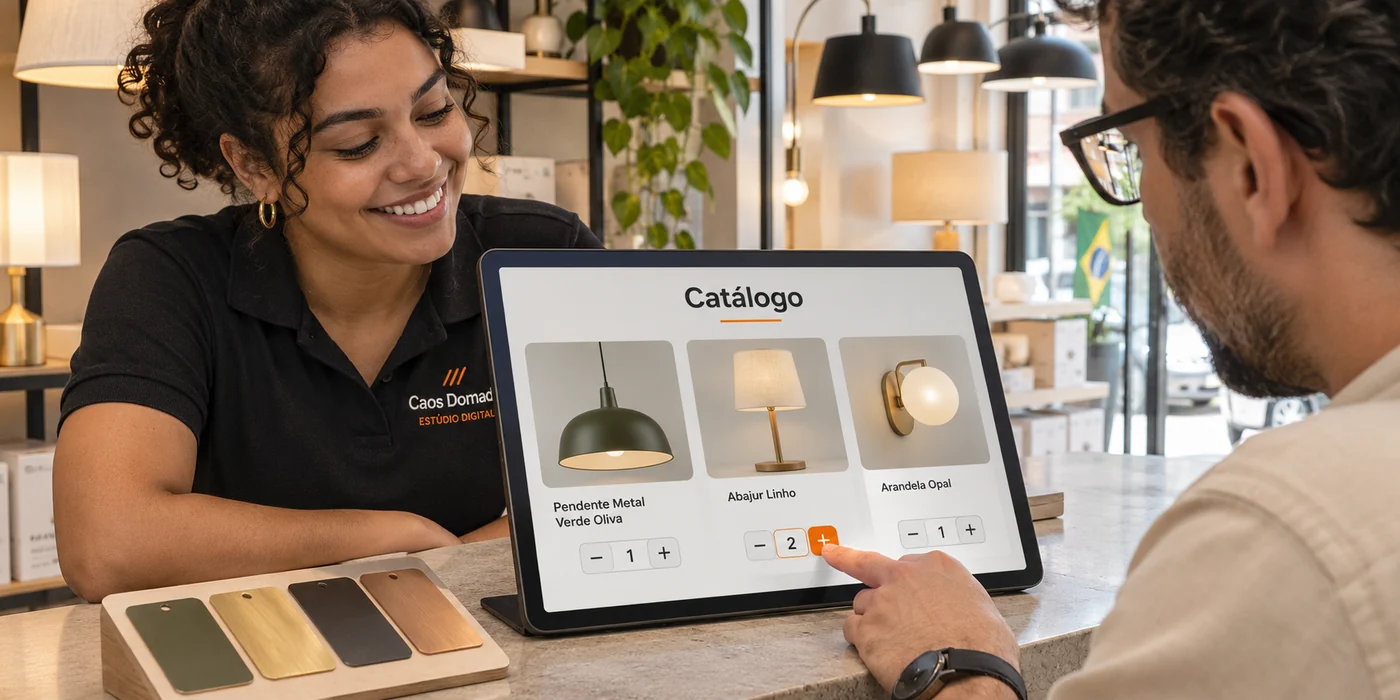 Catálogo
Caos Domad
ESTÚDIO DIGITAL
Pendente Metal
Verde Oliva
Abajur Linho
Arandela Opal
− 1 +
− 2 +
− 1 +